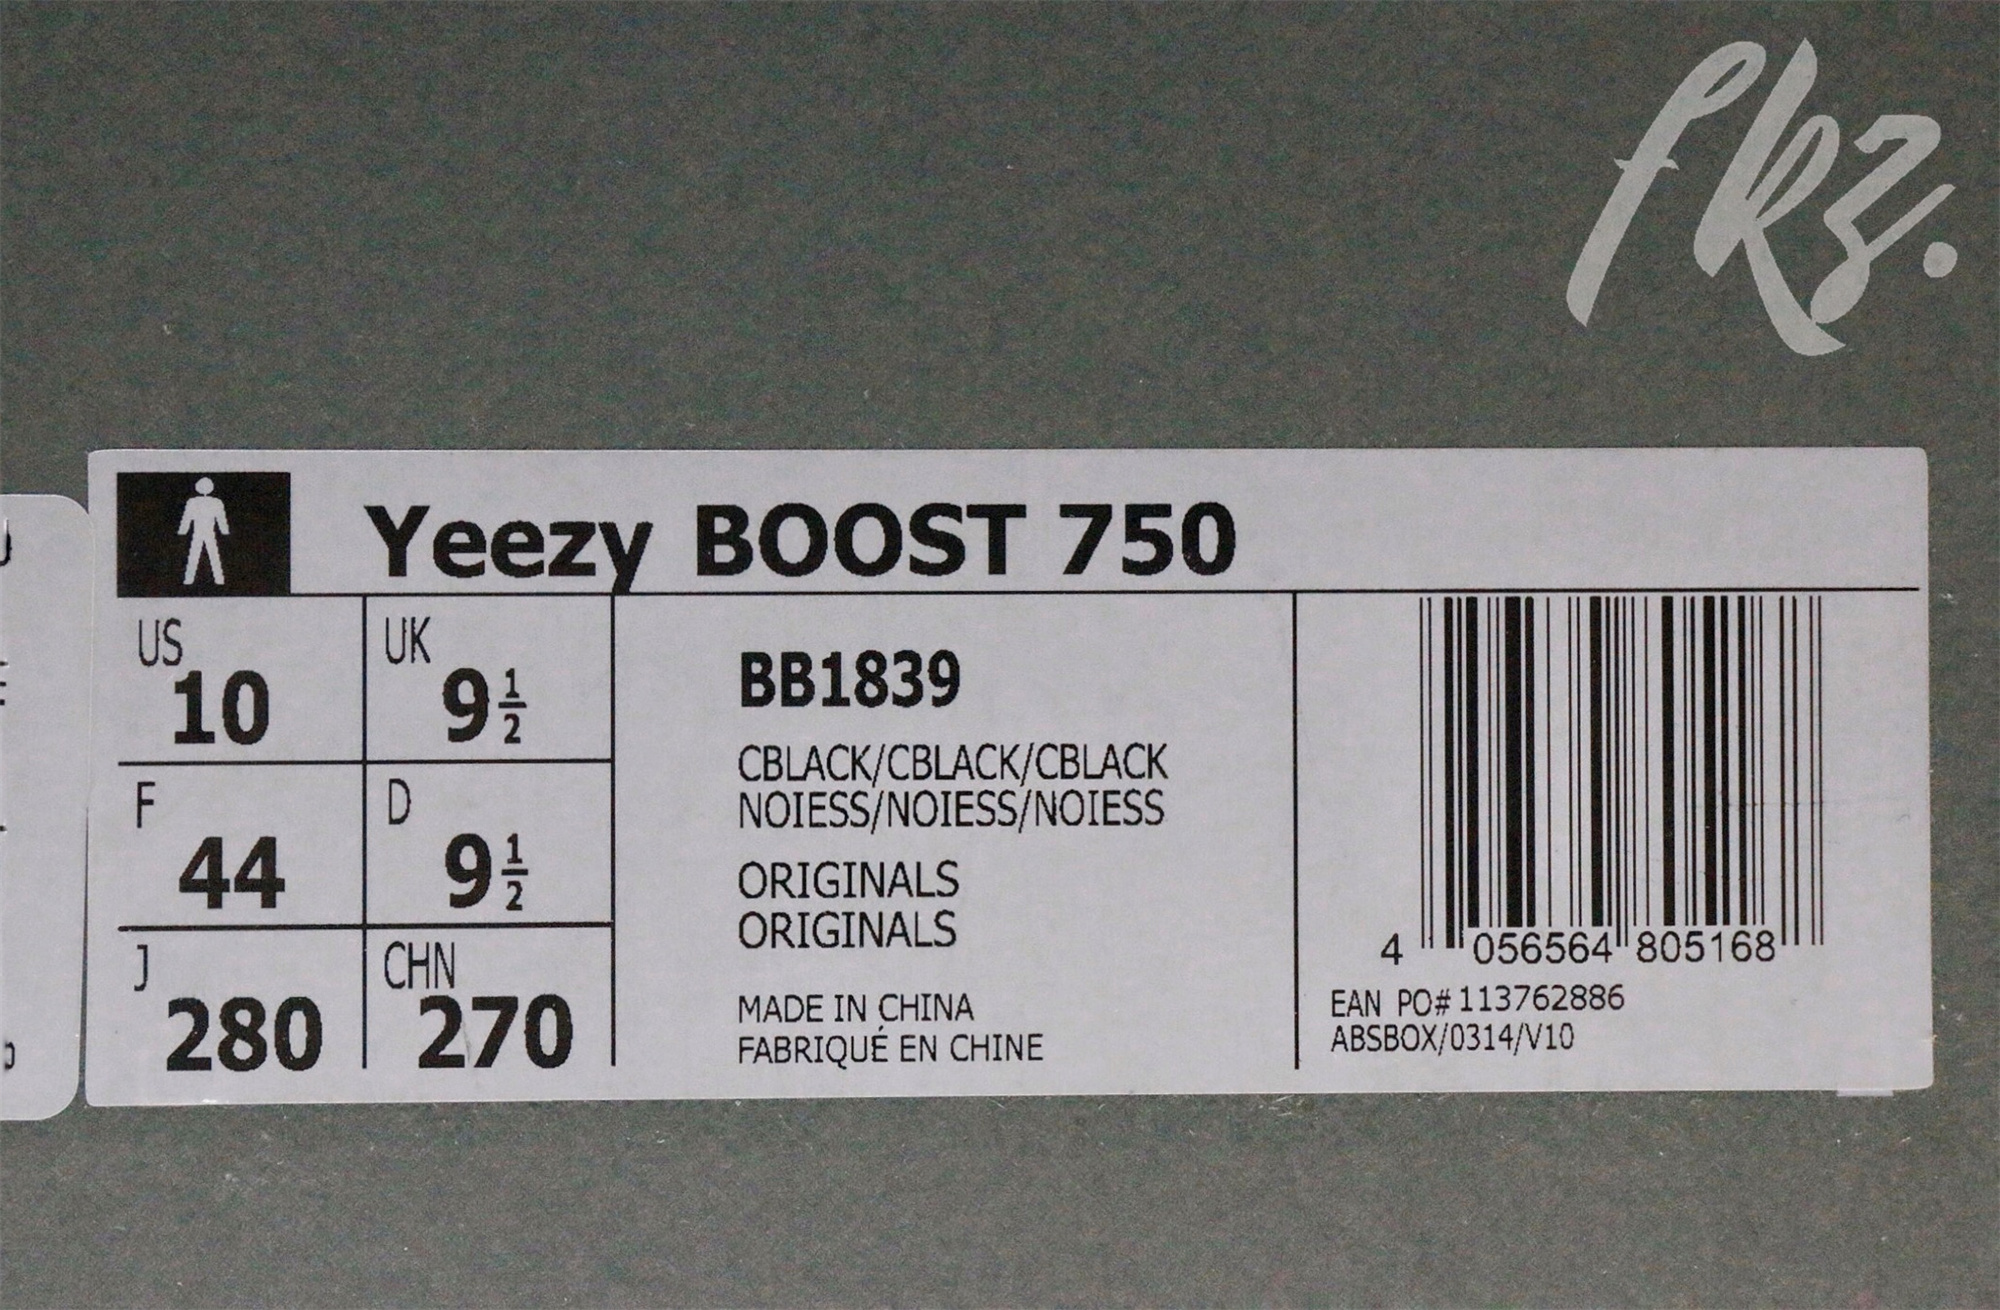 fkz.
Yeezy BOOST 750
US
10
UK
9 1/2
F
44
D
9 1/2
J
280
CHN
270
BB1839
CBLACK/CBLACK/CBLACK
NOIESS/NOIESS/NOIESS
ORIGINALS
ORIGINALS
MADE IN CHINA
FABRIQUÉ EN CHINE
4 056564 805168
EAN PO# 113762886
ABSBOX/0314/V10